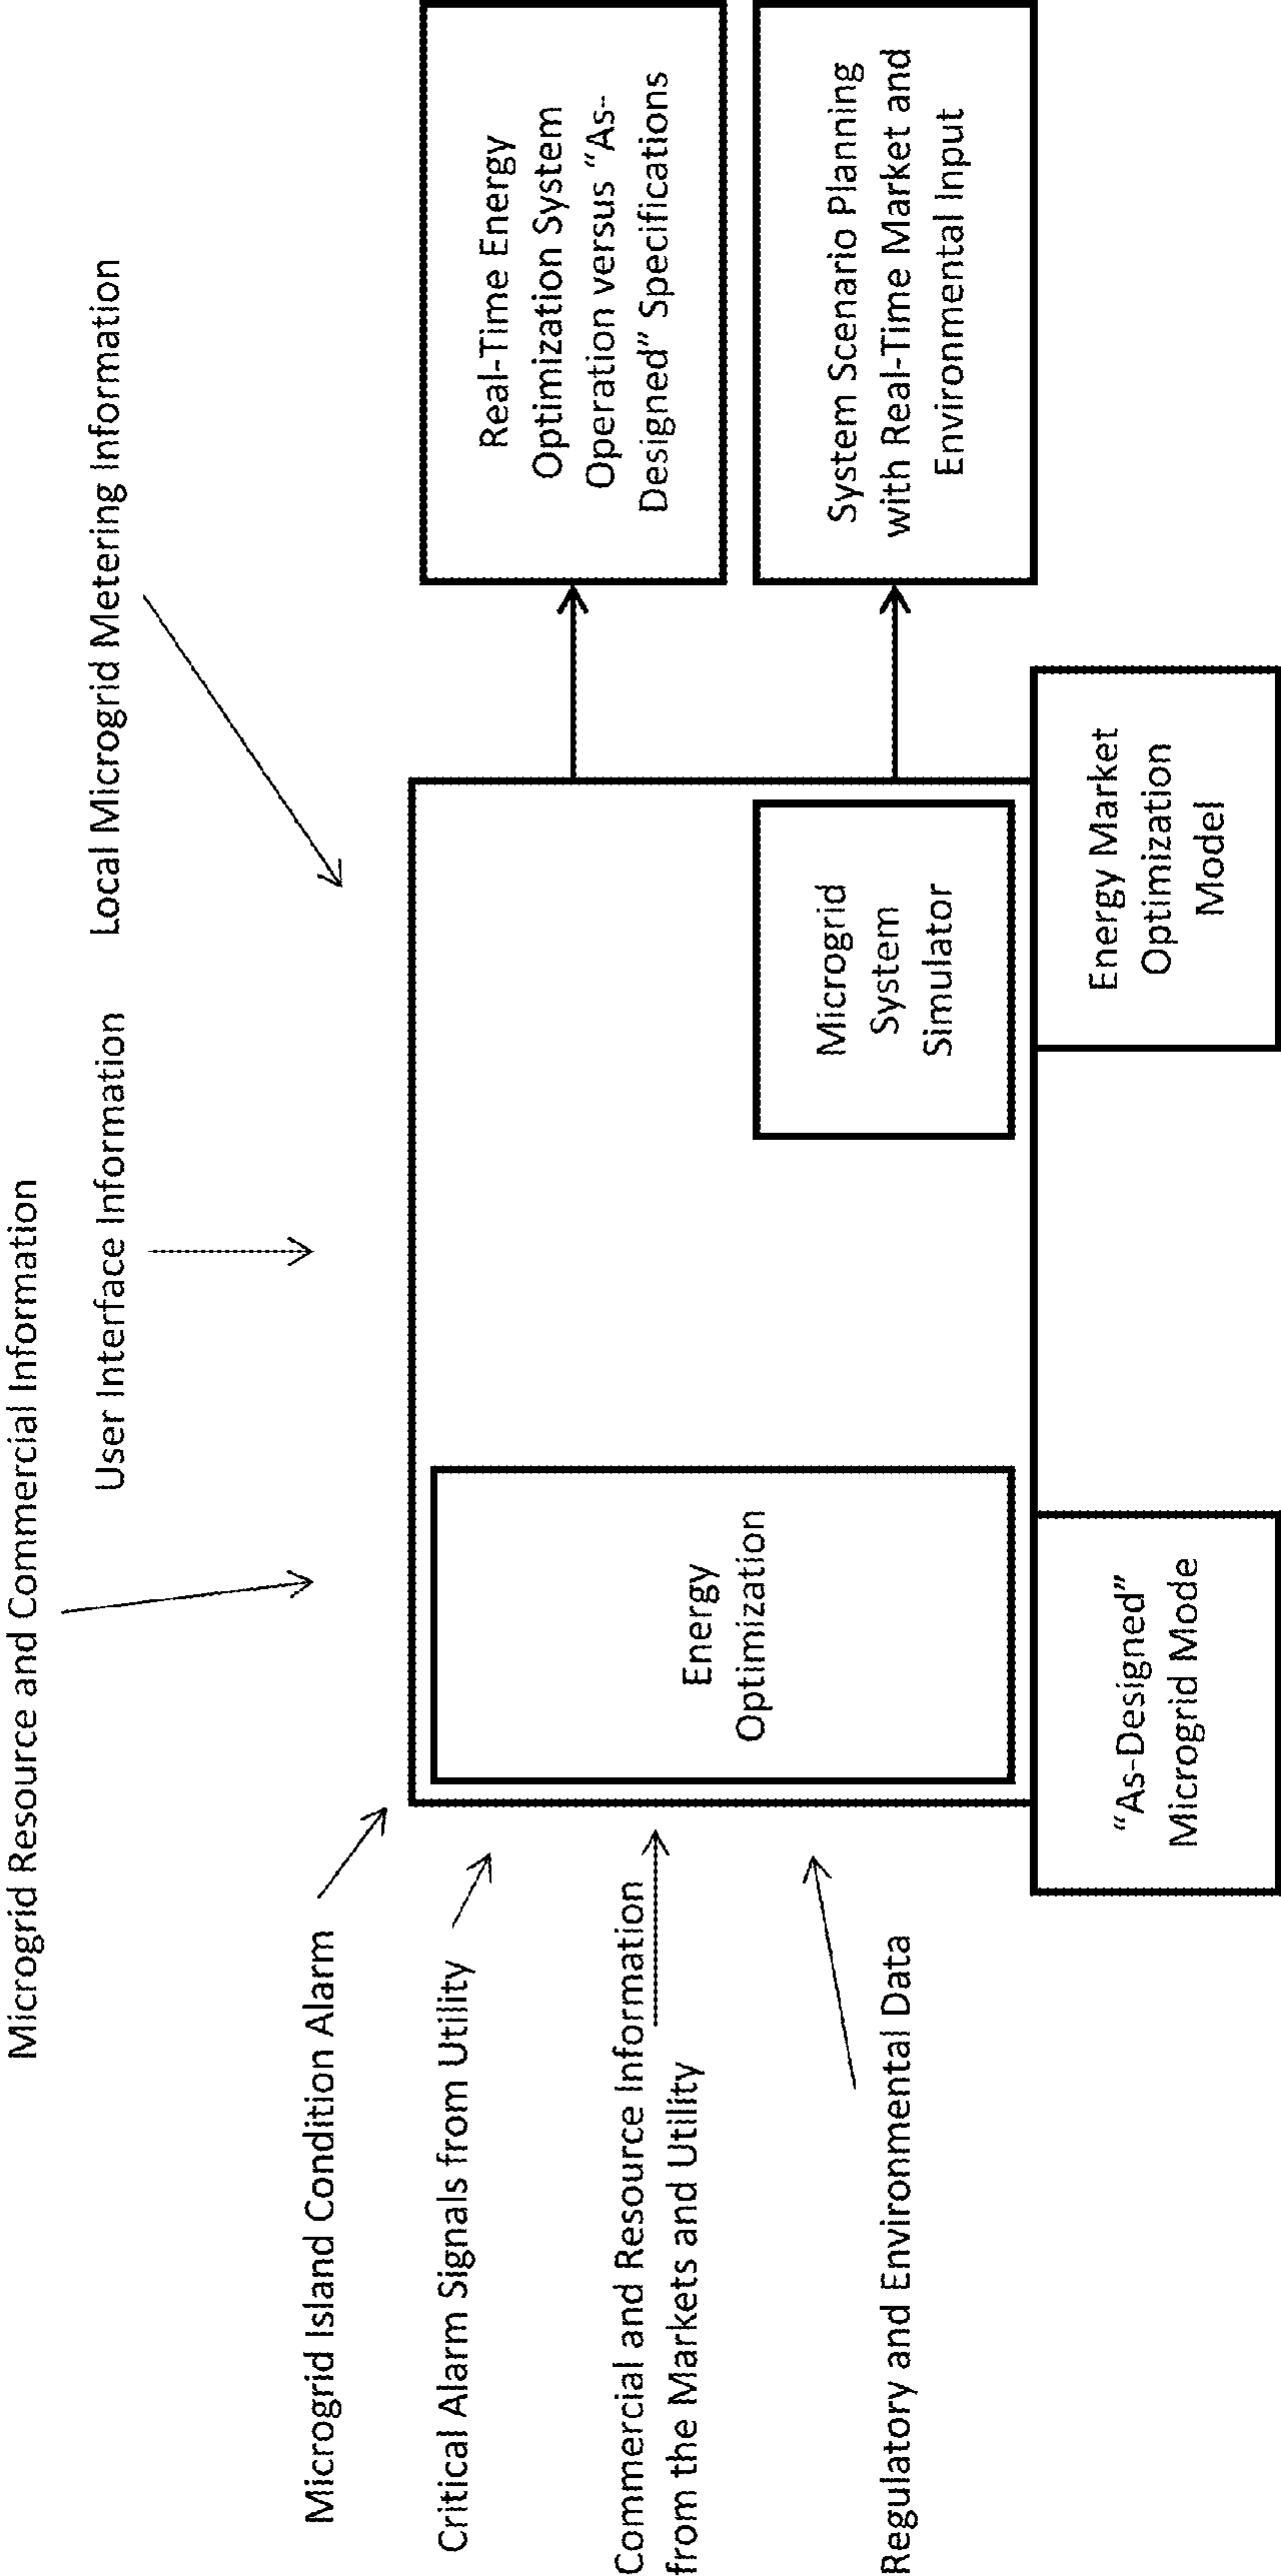 Microgrid Resource and Commercial Information
User Interface Information
Local Microgrid Metering Information
Microgrid Island Condition Alarm
Critical Alarm Signals from Utility
Commercial and Resource Information
from the Markets and Utility
Regulatory and Environmental Data
Energy
Optimization
Microgrid
System
Simulator
Real-Time Energy
Optimization System
Operation versus “As-
Designed” Specifications
System Scenario Planning
with Real-Time Market and
Environmental Input
“As-Designed”
Microgrid Mode
Energy Market
Optimization
Model